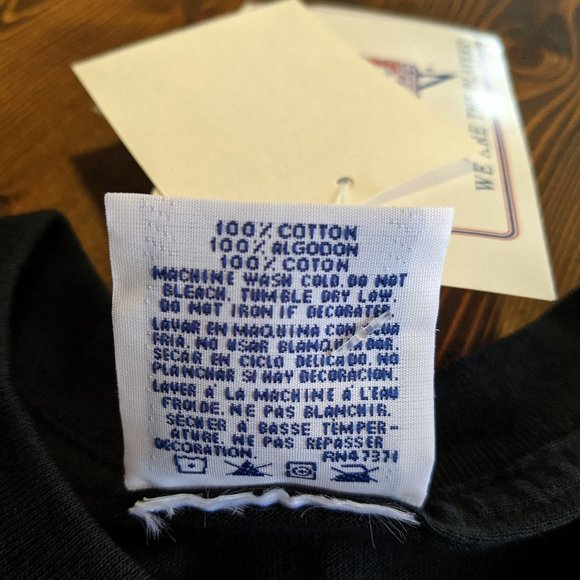 WE ARE THE
100% COTTON
100% ALGODON
100% COTON
MACHINE WASH COLD. DO NOT
BLEACH. TUMBLE DRY LOW.
DO NOT IRON IF DECORATED.
LAVAR EN MAQUINA CON AGUA
FRIA. NO USAR BLANQUEADOR.
SECAR EN CICLO DELICADO. NO
PLANCHAR SI HAY DECORACION.
LAVER À LA MACHINE À L'EAU
FROIDE. NE PAS BLANCHIR.
SÉCHER À BASSE TEMPER-
ATURE. NE PAS REPASSER
DECORATION.
RN47371